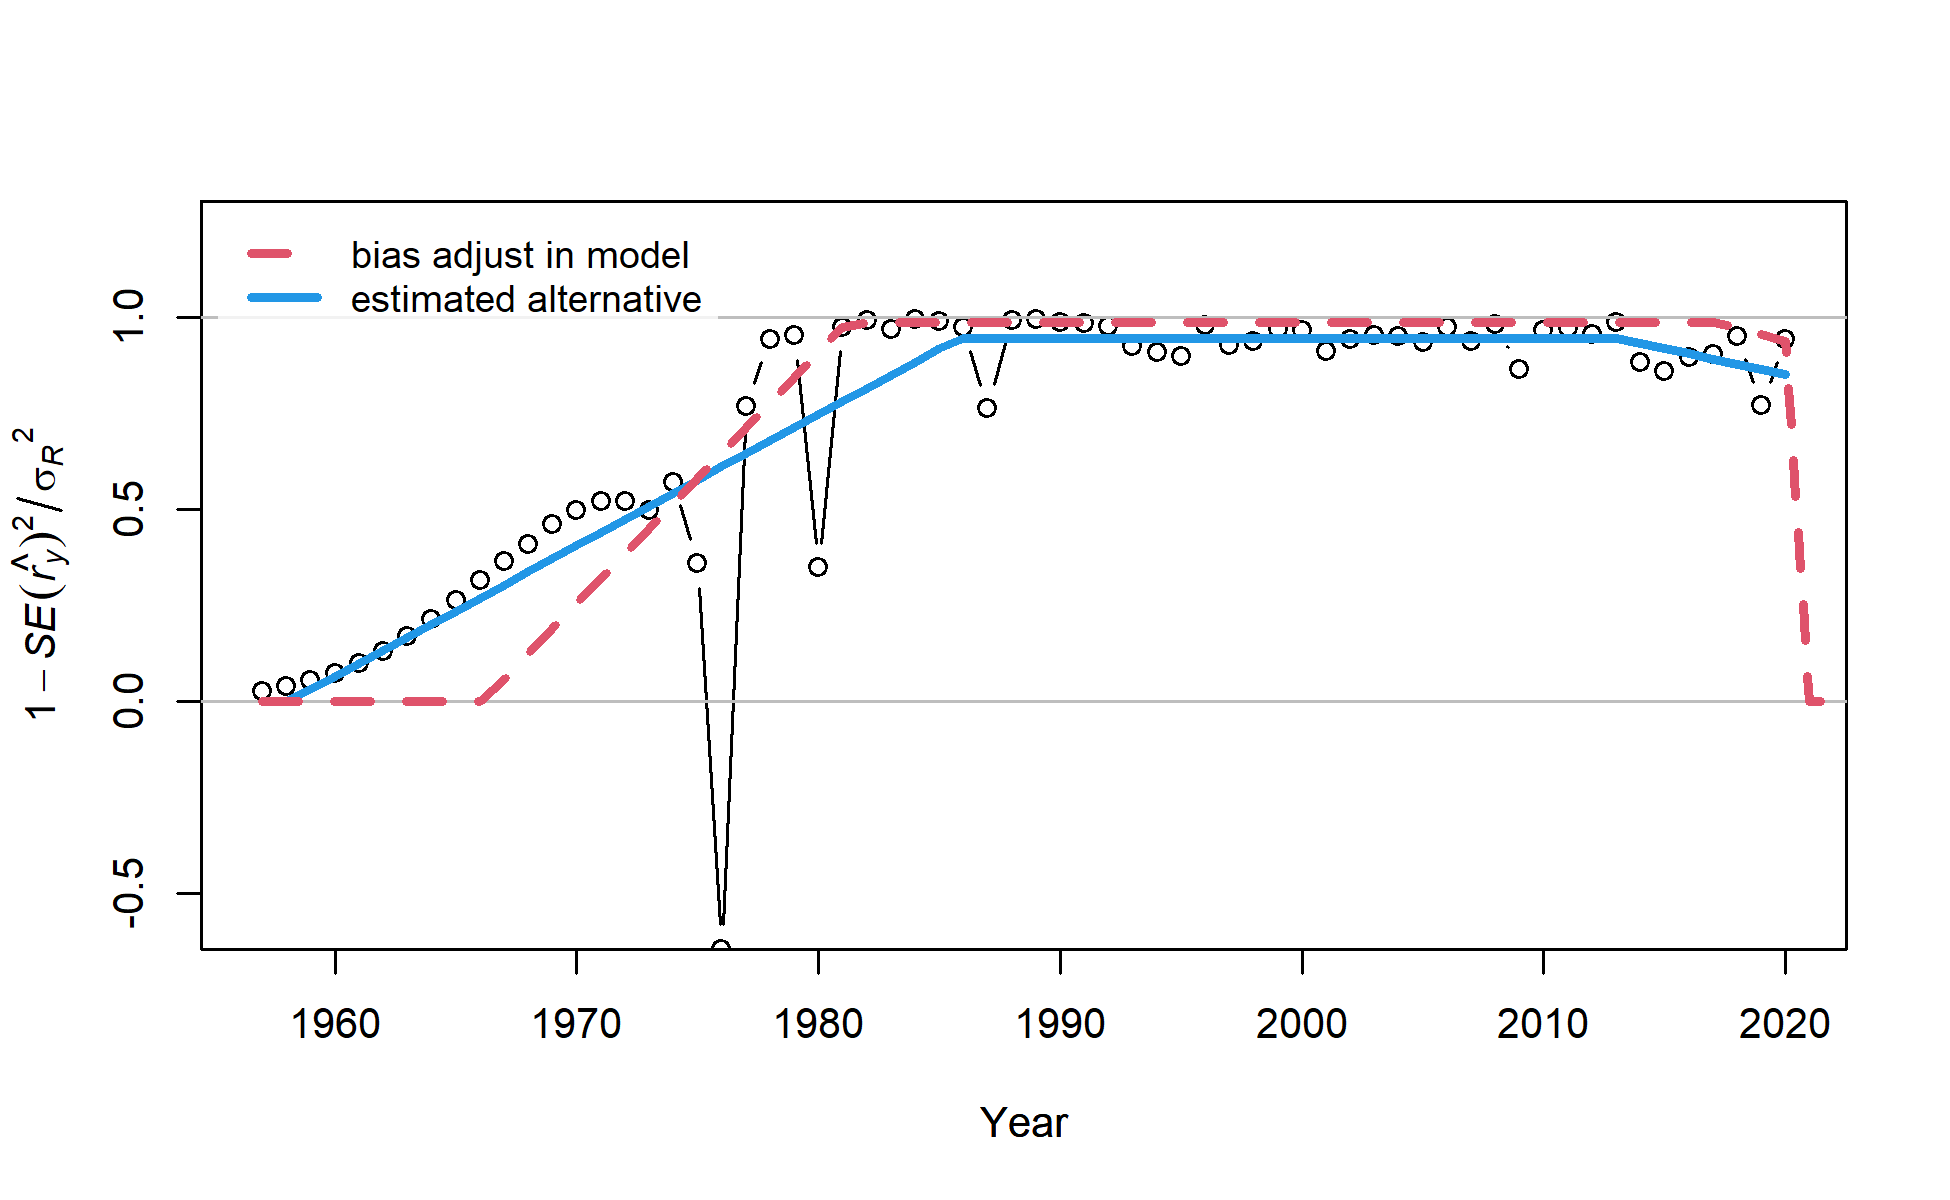 bias adjust in model
estimated alternative
1 − SE(r̂y)² / σR²
1.0
0.5
0.0
-0.5
1960 1970 1980 1990 2000 2010 2020
Year